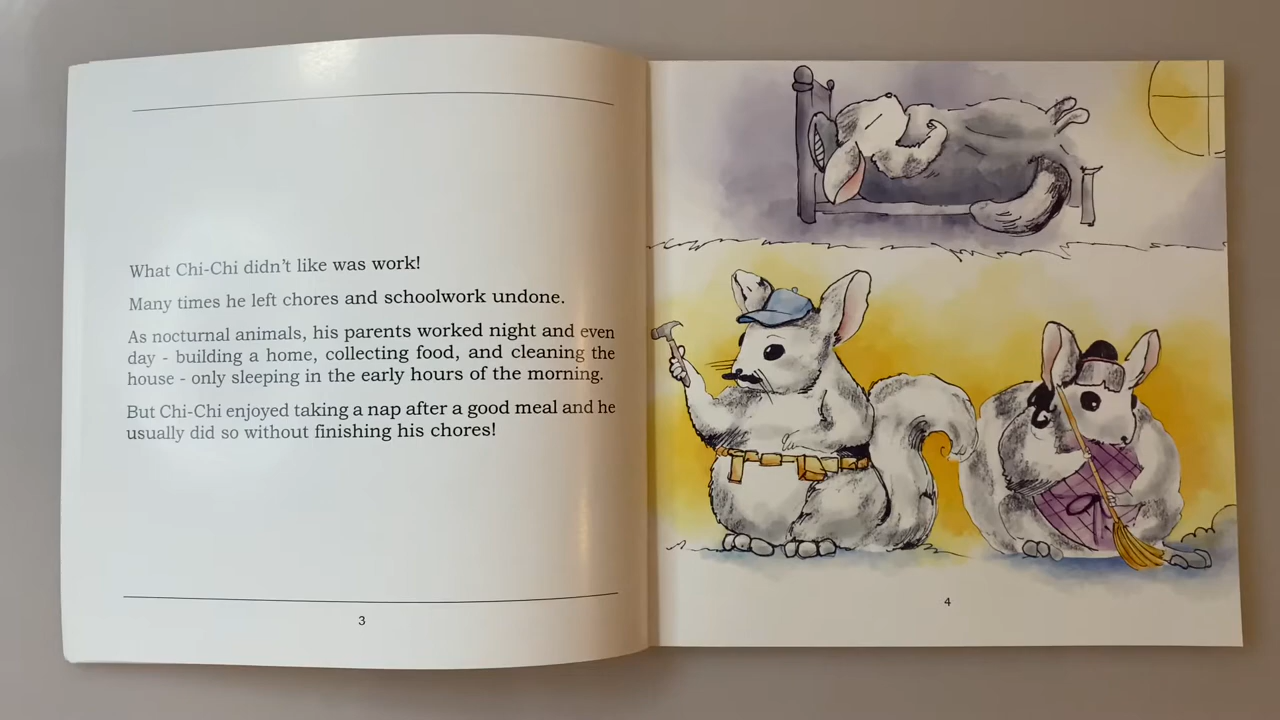 What Chi-Chi didn't like was work!
Many times he left chores and schoolwork undone.
As nocturnal animals, his parents worked night and even
day - building a home, collecting food, and cleaning the
house - only sleeping in the early hours of the morning.
But Chi-Chi enjoyed taking a nap after a good meal and he
usually did so without finishing his chores!
3
4